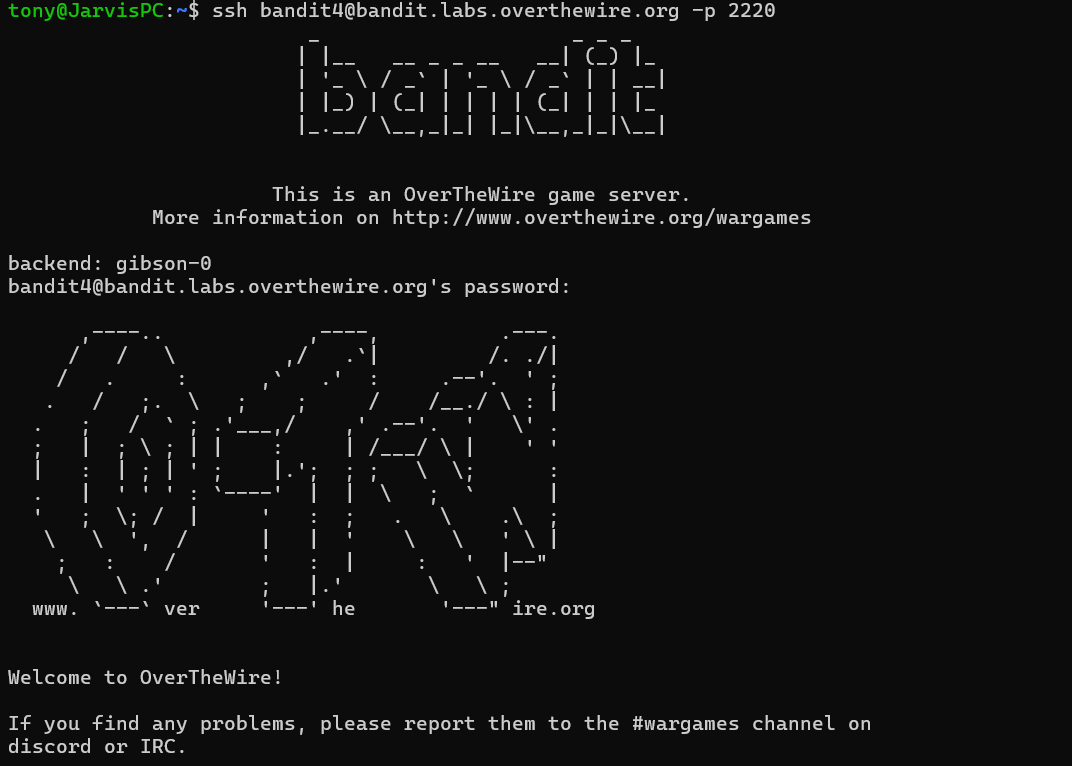 tony@JarvisPC:~$ ssh bandit4@bandit.labs.overthewire.org -p 2220
bandit
This is an OverTheWire game server.
More information on http://www.overthewire.org/wargames
backend: gibson-0
bandit4@bandit.labs.overthewire.org's password:
www. ver he ire.org
Welcome to OverTheWire!
If you find any problems, please report them to the #wargames channel on
discord or IRC.